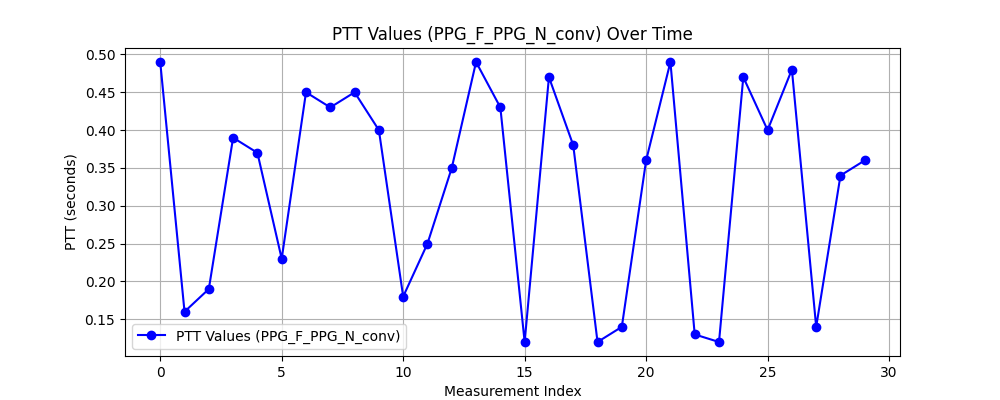 PTT Values (PPG_F_PPG_N_conv) Over Time
PTT (seconds)
0.50
0.45
0.40
0.35
0.30
0.25
0.20
0.15
PTT Values (PPG_F_PPG_N_conv)
0 5 10 15 20 25 30
Measurement Index